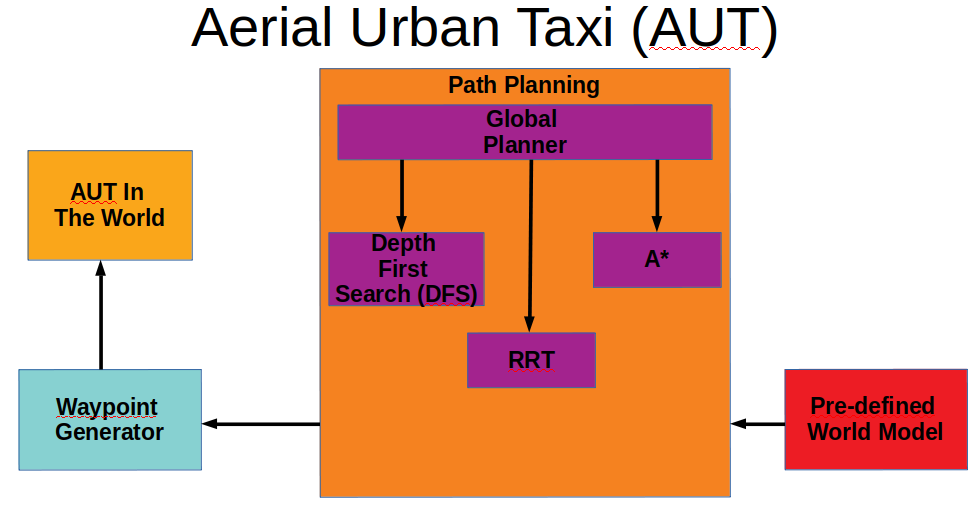 Aerial Urban Taxi (AUT)
Path Planning
Global
Planner
AUT In
The World
Depth
First
Search (DFS)
A*
RRT
Waypoint
Generator
Pre-defined
World Model